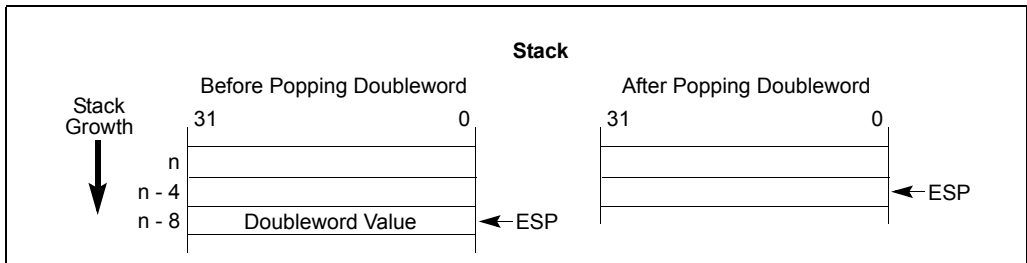 Stack
Before Popping Doubleword
After Popping Doubleword
Stack
Growth
31 0
31 0
n
n - 4
ESP
n - 8 Doubleword Value ESP